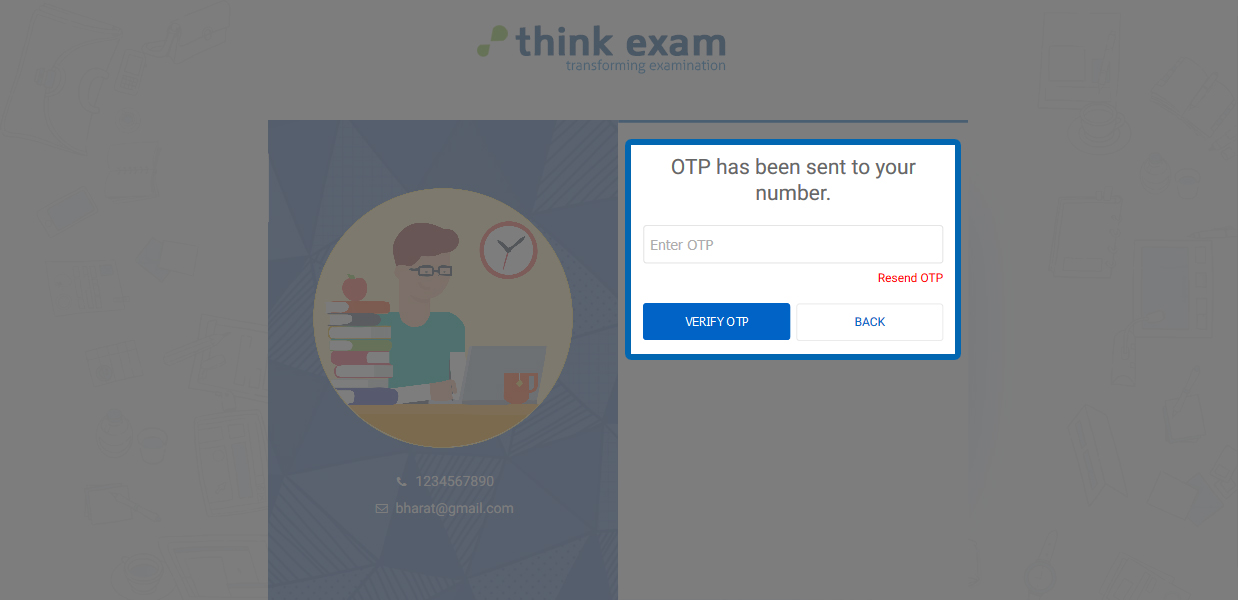 think exam
transforming examination
OTP has been sent to your
number.
Enter OTP
Resend OTP
VERIFY OTP
BACK
1234567890
bharat@gmail.com